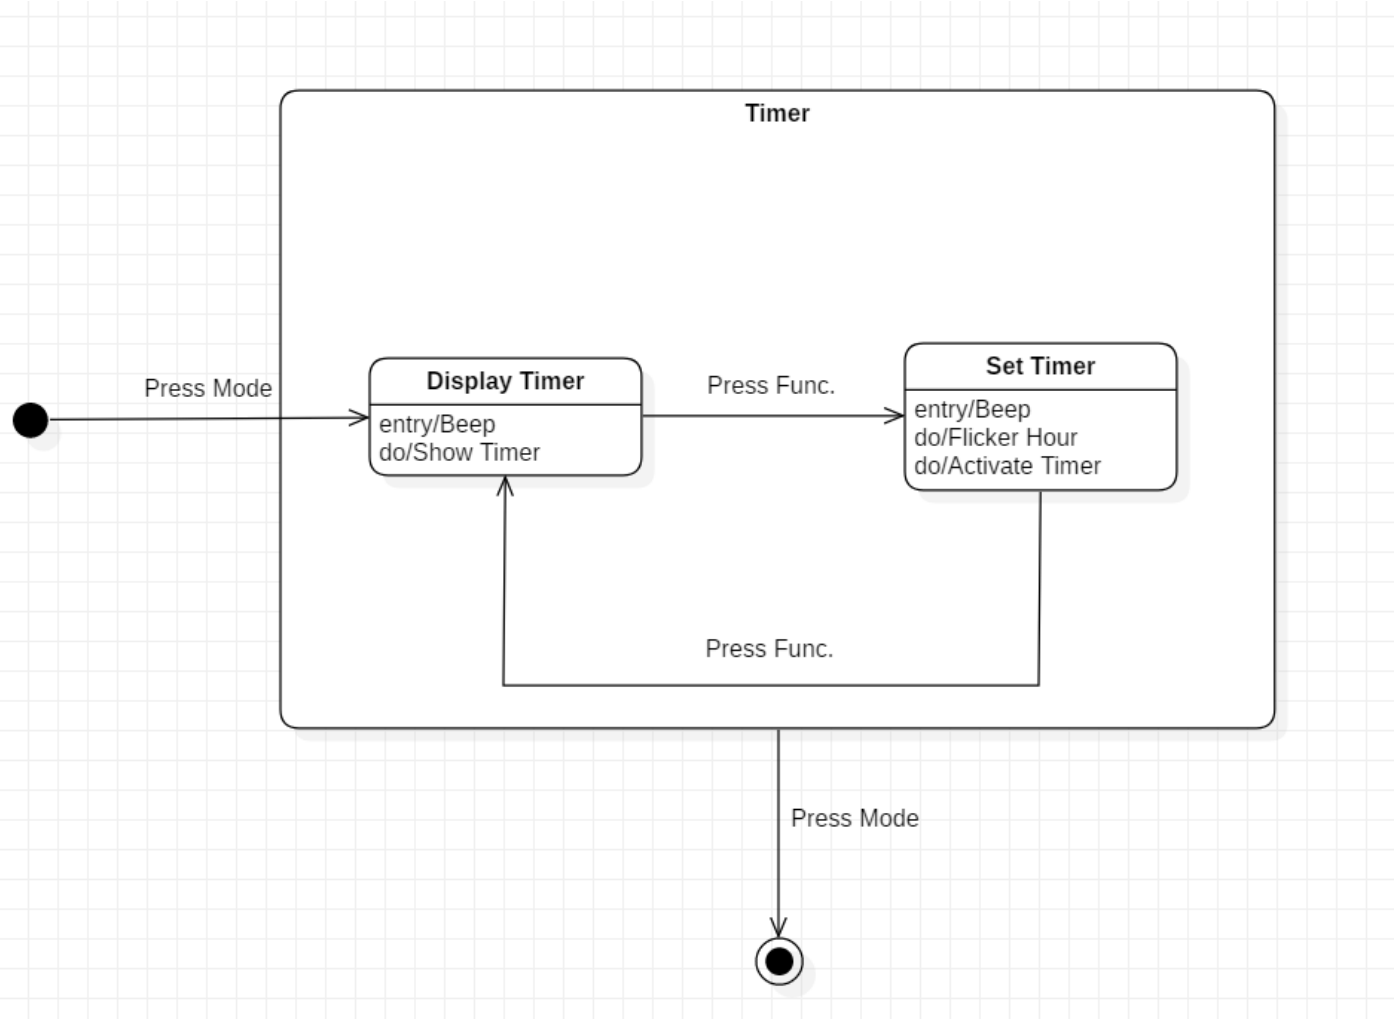 Timer
Press Mode
Display Timer
entry/Beep
do/Show Timer
Press Func.
Set Timer
entry/Beep
do/Flicker Hour
do/Activate Timer
Press Func.
Press Mode